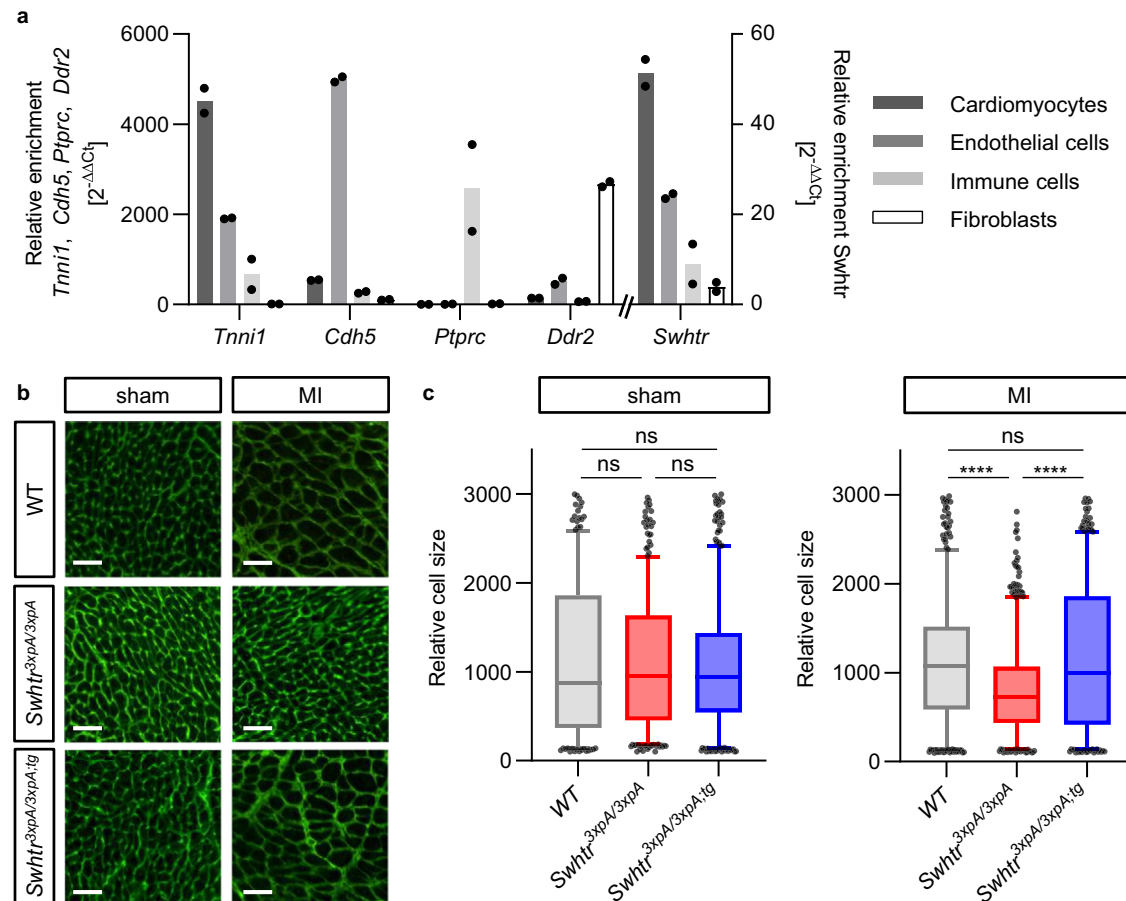 a
Relative enrichment
Tnni1, Cdh5, Ptprc, Ddr2
[2-ΔΔCt]
6000
4000
2000
0
60
40
20
0
Relative enrichment Swhtr
[2-ΔΔCt]
Tnni1
Cdh5
Ptprc
Ddr2
Swhtr
Cardiomyocytes
Endothelial cells
Immune cells
Fibroblasts
b
sham
MI
WT
Swhtr3xpA/3xpA
Swhtr3xpA/3xpA;tg
c
sham
ns
ns
ns
Relative cell size
3000
2000
1000
0
WT
Swhtr3xpA/3xpA
Swhtr3xpA/3xpA;tg
MI
ns
****
****
Relative cell size
3000
2000
1000
0
WT
Swhtr3xpA/3xpA
Swhtr3xpA/3xpA;tg